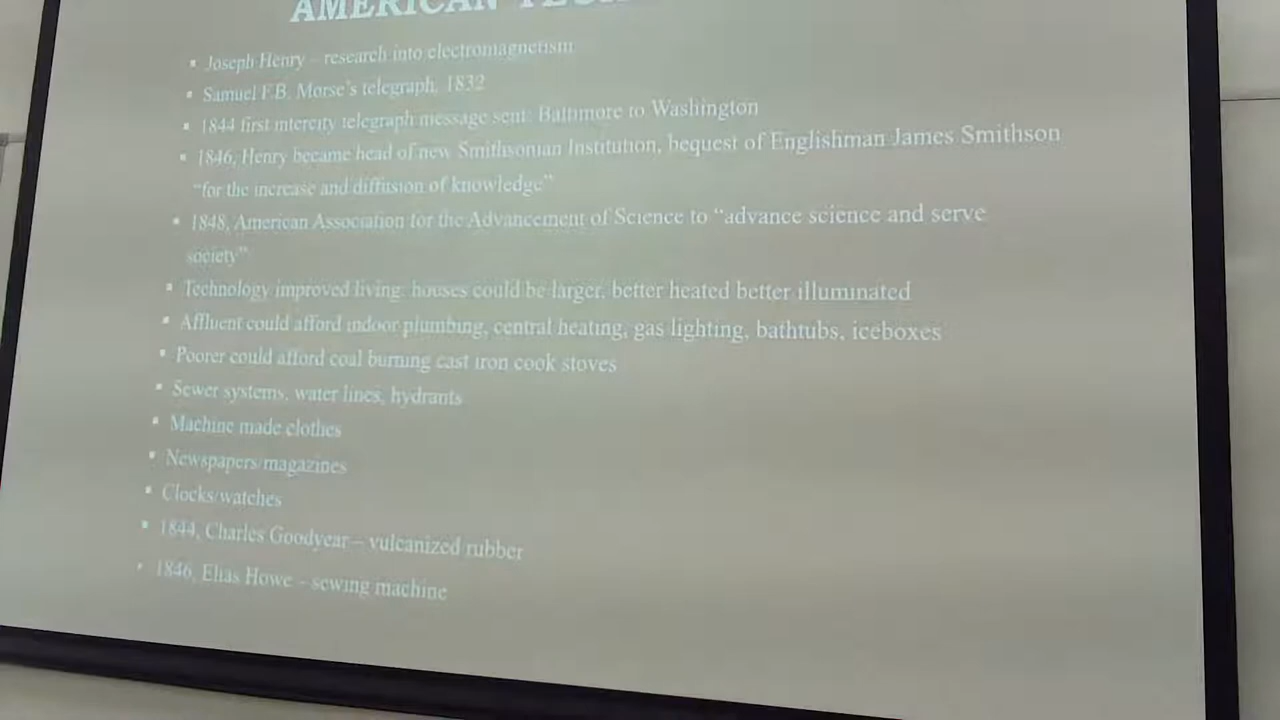 AMERICAN
▪ Joseph Henry – research into electromagnetism
▪ Samuel F.B. Morse's telegraph, 1832
▪ 1844 first intercity telegraph message sent: Baltimore to Washington
▪ 1846, Henry became head of new Smithsonian Institution, bequest of Englishman James Smithson
"for the increase and diffusion of knowledge"
▪ 1848, American Association for the Advancement of Science to "advance science and serve
society"
▪ Technology improved living: houses could be larger, better heated better illuminated
▪ Affluent could afford indoor plumbing, central heating, gas lighting, bathtubs, iceboxes
▪ Poorer could afford coal burning cast iron cook stoves
▪ Sewer systems, water lines, hydrants
▪ Machine made clothes
▪ Newspapers/magazines
▪ Clocks/watches
▪ 1844, Charles Goodyear – vulcanized rubber
▪ 1846, Elias Howe – sewing machine